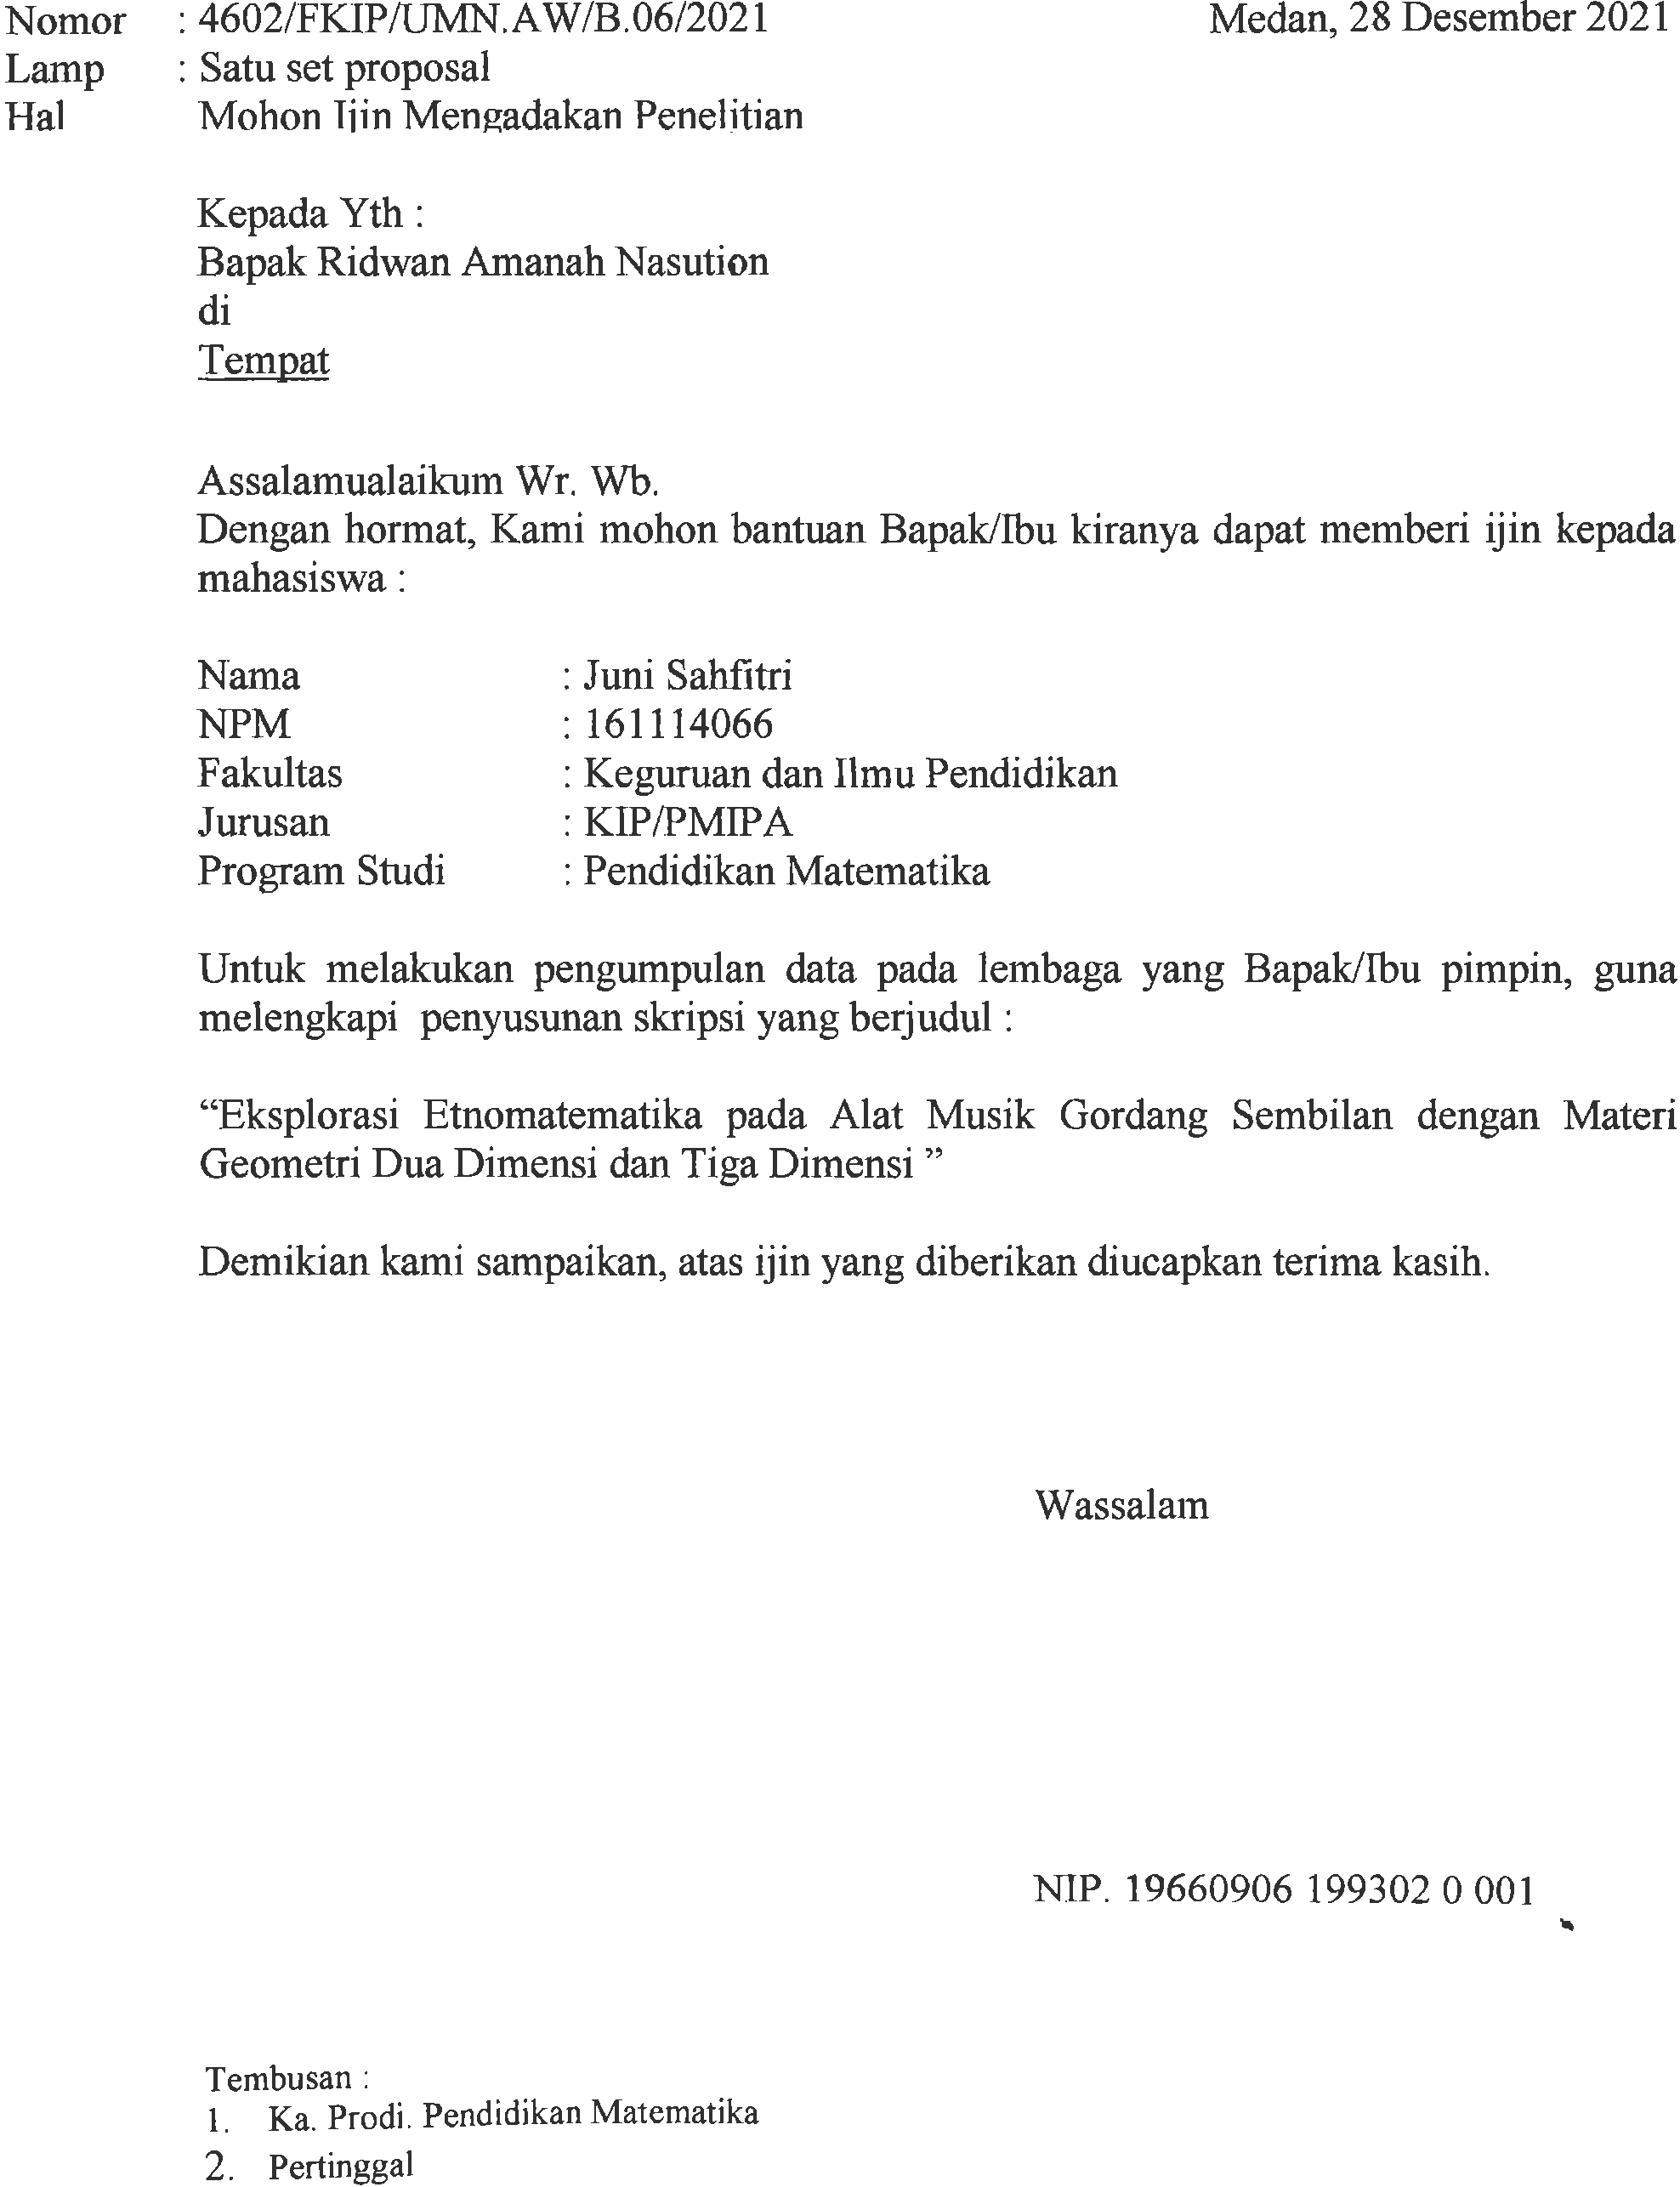 Nomor : 4602/FKIP/UMN.AW/B.06/2021 Medan, 28 Desember 2021
Lamp : Satu set proposal
Hal Mohon Ijin Mengadakan Penelitian
Kepada Yth :
Bapak Ridwan Amanah Nasution
di
Tempat
Assalamualaikum Wr. Wb.
Dengan hormat, Kami mohon bantuan Bapak/Ibu kiranya dapat memberi ijin kepada
mahasiswa :
Nama : Juni Sahfitri
NPM : 161114066
Fakultas : Keguruan dan Ilmu Pendidikan
Jurusan : KIP/PMIPA
Program Studi : Pendidikan Matematika
Untuk melakukan pengumpulan data pada lembaga yang Bapak/Ibu pimpin, guna
melengkapi penyusunan skripsi yang berjudul :
“Eksplorasi Etnomatematika pada Alat Musik Gordang Sembilan dengan Materi
Geometri Dua Dimensi dan Tiga Dimensi ”
Demikian kami sampaikan, atas ijin yang diberikan diucapkan terima kasih.
Wassalam
NIP. 19660906 199302 0 001
Tembusan :
1. Ka. Prodi. Pendidikan Matematika
2. Pertinggal